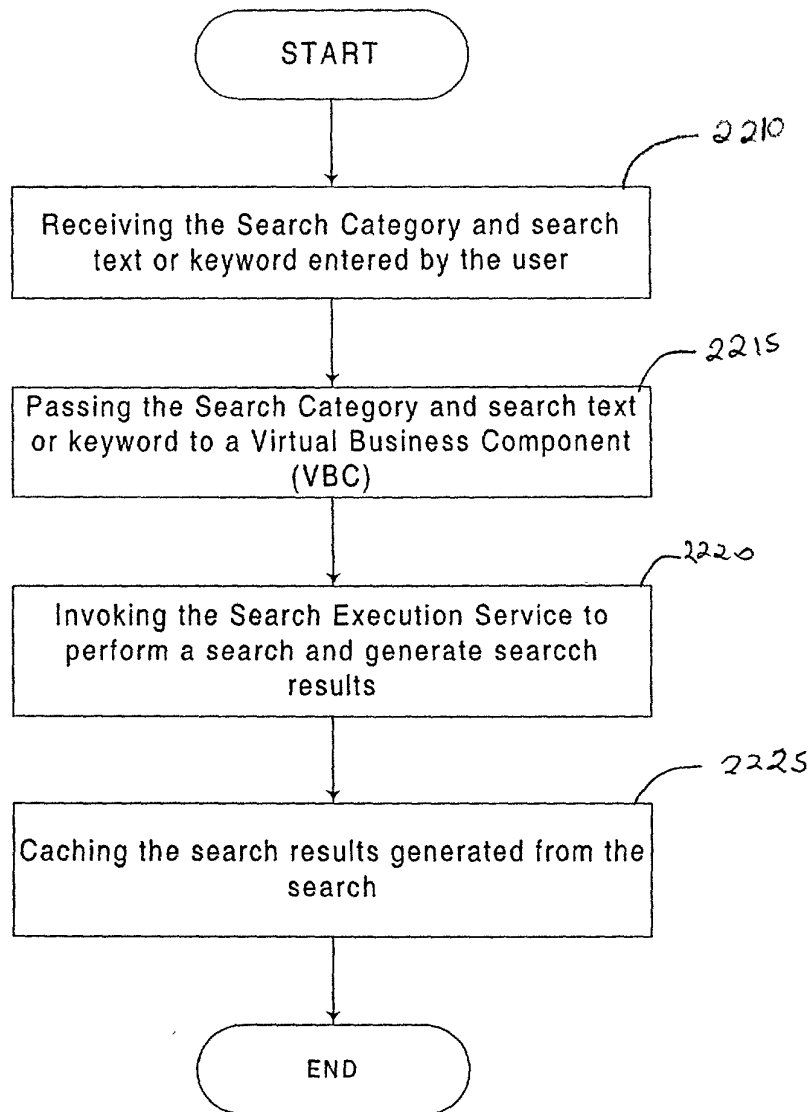 START
2210
Receiving the Search Category and search
text or keyword entered by the user
2215
Passing the Search Category and search text
or keyword to a Virtual Business Component
(VBC)
2220
Invoking the Search Execution Service to
perform a search and generate searcch
results
2225
Caching the search results generated from the
search
END